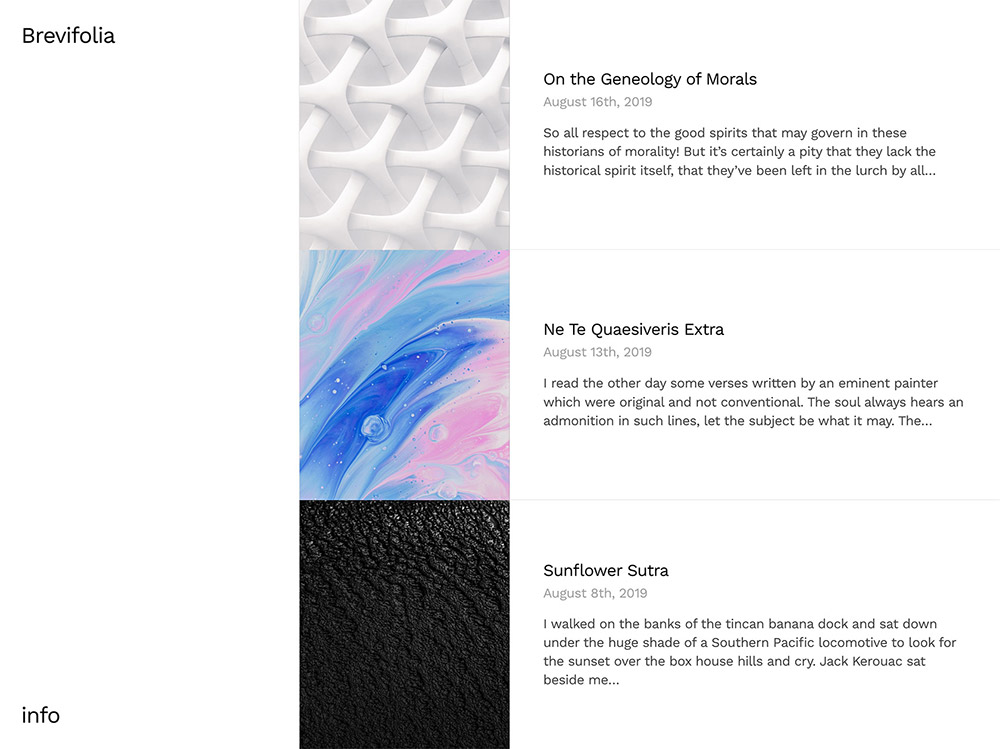 Brevifolia
On the Geneology of Morals
August 16th, 2019
So all respect to the good spirits that may govern in these
historians of morality! But it’s certainly a pity that they lack the
historical spirit itself, that they’ve been left in the lurch by all…
Ne Te Quaesiveris Extra
August 13th, 2019
I read the other day some verses written by an eminent painter
which were original and not conventional. The soul always hears an
admonition in such lines, let the subject be what it may. The…
Sunflower Sutra
August 8th, 2019
I walked on the banks of the tincan banana dock and sat down
under the huge shade of a Southern Pacific locomotive to look for
the sunset over the box house hills and cry. Jack Kerouac sat
beside me…
info